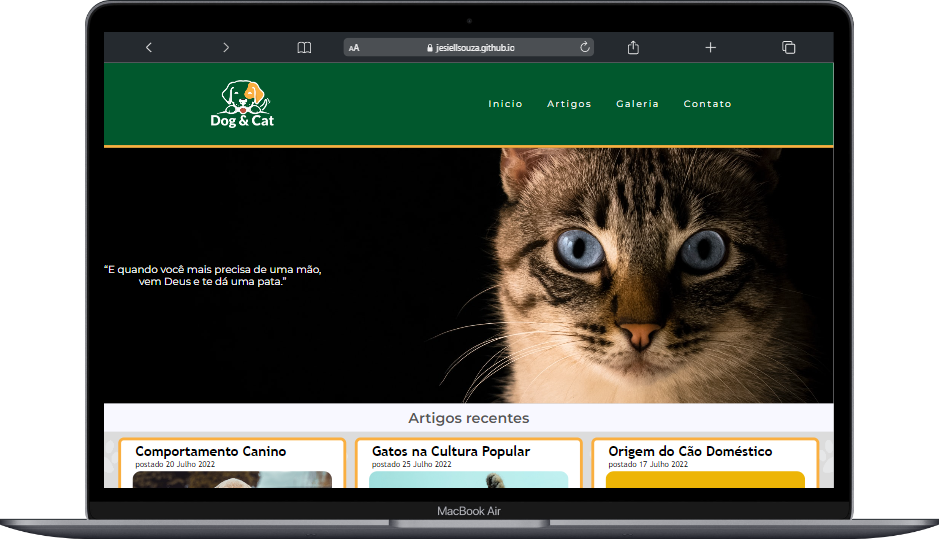 AA
jesiellsouza.github.io
Dog & Cat
Inicio Artigos Galeria Contato
“E quando você mais precisa de uma mão,
vem Deus e te dá uma pata.”
Artigos recentes
Comportamento Canino
postado 20 Julho 2022
Gatos na Cultura Popular
postado 25 Julho 2022
Origem do Cão Doméstico
postado 17 Julho 2022
MacBook Air